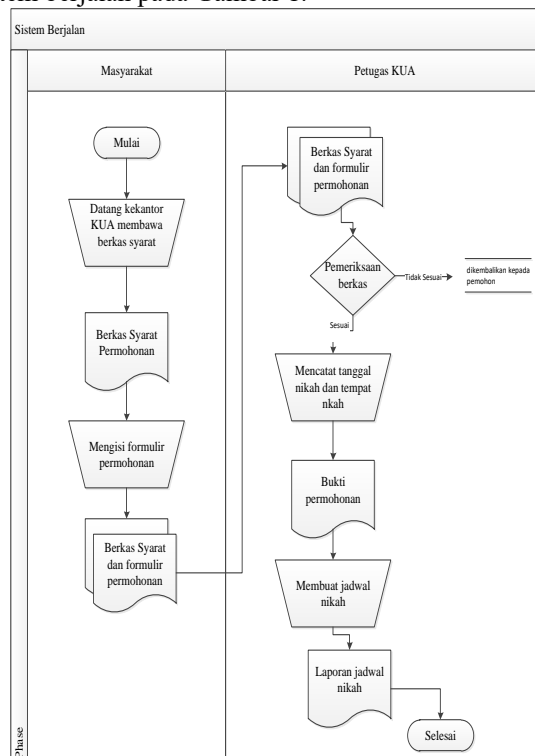 Sistem Berjalan
Masyarakat
Petugas KUA
Mulai
Datang kekantor
KUA membawa
berkas syarat
Berkas Syarat
Permohonan
Mengisi formulir
permohonan
Berkas Syarat
dan formulir
permohonan
Berkas Syarat
dan formulir
permohonan
Pemeriksaan
berkas
Tidak Sesuai
dikembalikan kepada
pemohon
Sesuai
Mencatat tanggal
nikah dan tempat
nkah
Bukti
permohonan
Membuat jadwal
nikah
Laporan jadwal
nikah
Selesai
Phase